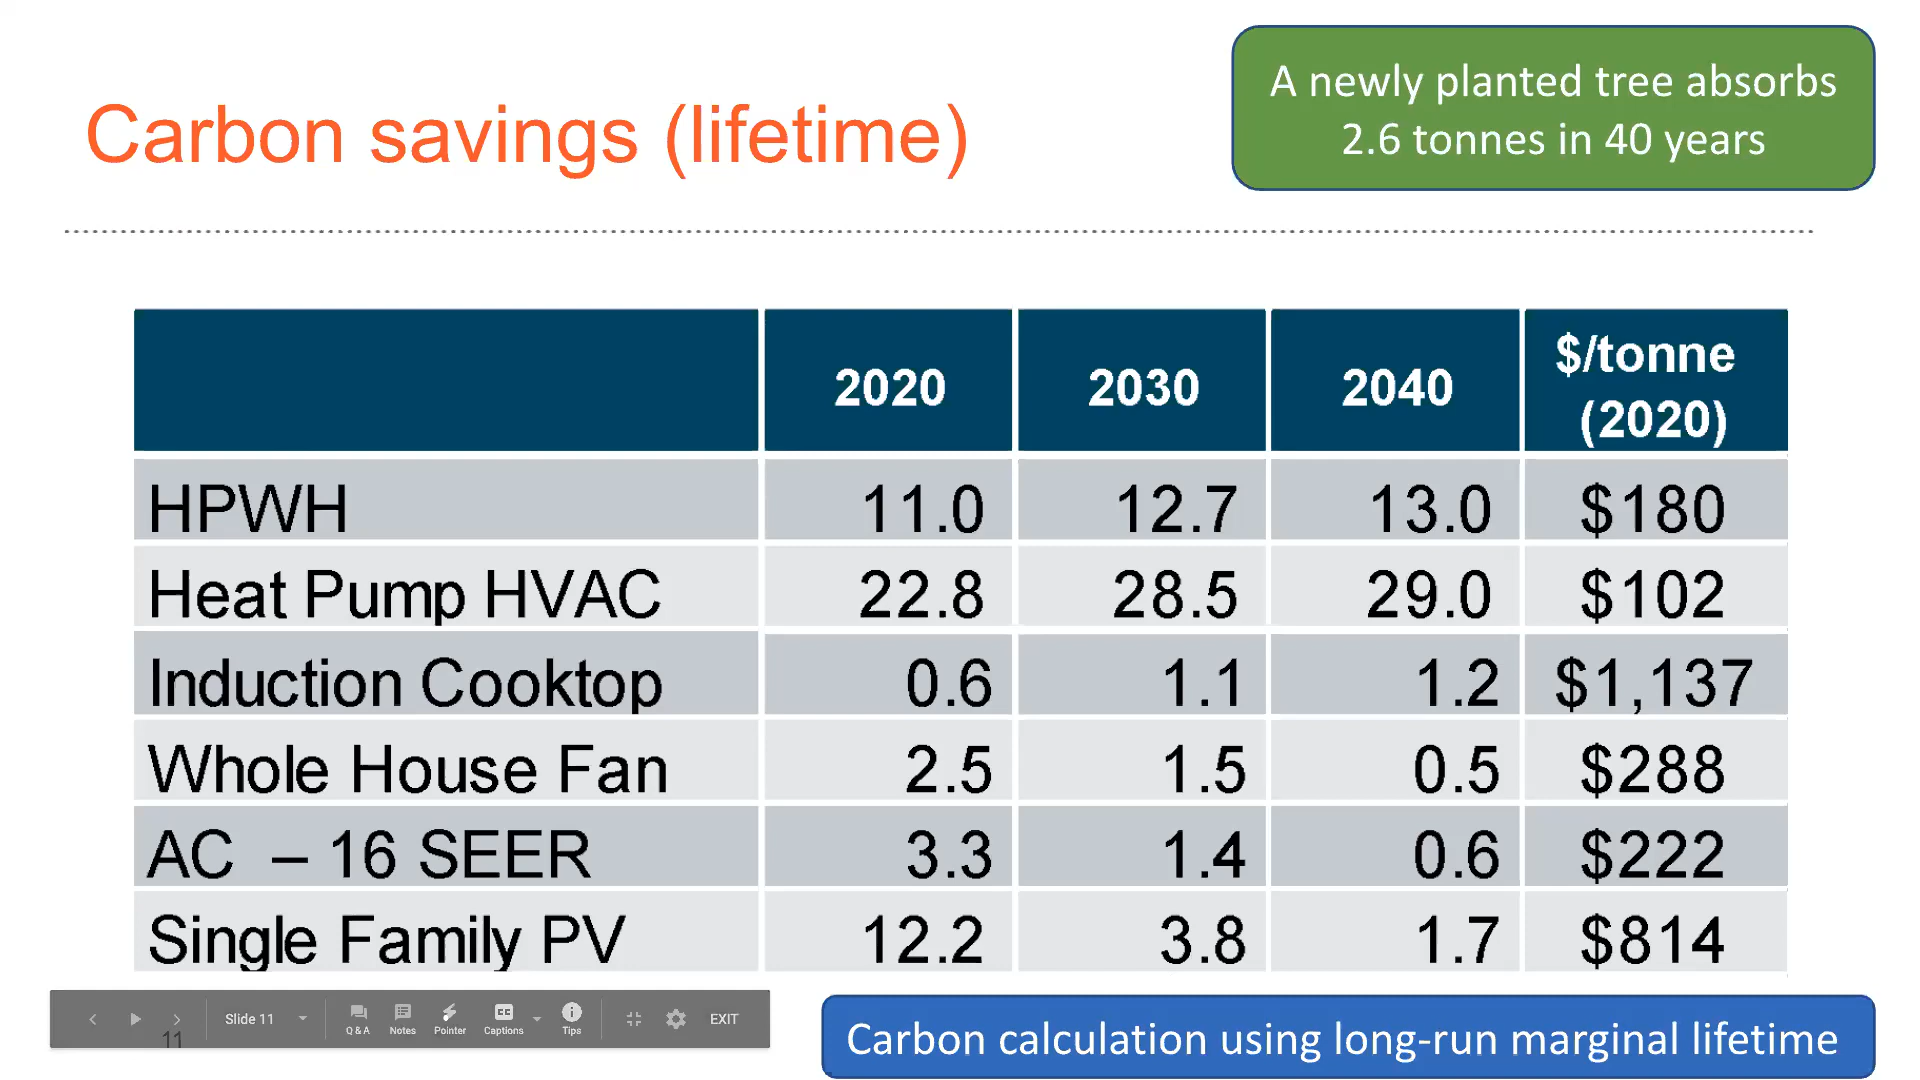 A newly planted tree absorbs
2.6 tonnes in 40 years
Carbon savings (lifetime)
2020 2030 2040 $/tonne (2020)
HPWH 11.0 12.7 13.0 $180
Heat Pump HVAC 22.8 28.5 29.0 $102
Induction Cooktop 0.6 1.1 1.2 $1,137
Whole House Fan 2.5 1.5 0.5 $288
AC – 16 SEER 3.3 1.4 0.6 $222
Single Family PV 12.2 3.8 1.7 $814
Slide 11 Q & A Notes Pointer CC Captions Tips EXIT
11
Carbon calculation using long-run marginal lifetime